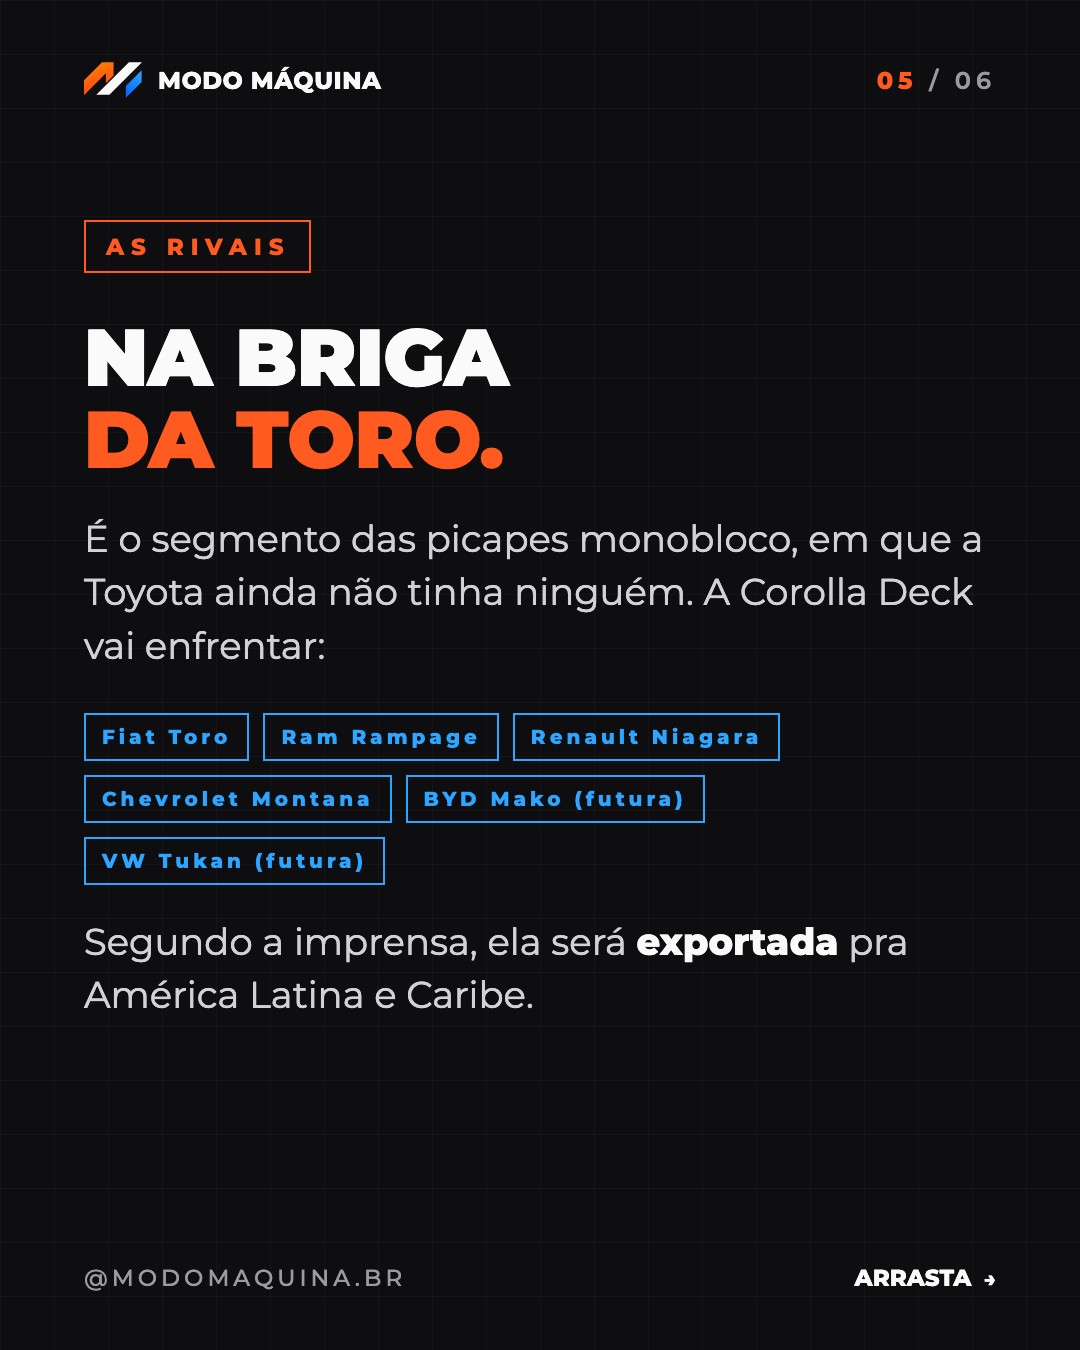 MODO MÁQUINA
05 / 06
AS RIVAIS
NA BRIGA
DA TORO.
É o segmento das picapes monobloco, em que a
Toyota ainda não tinha ninguém. A Corolla Deck
vai enfrentar:
Fiat Toro
Ram Rampage
Renault Niagara
Chevrolet Montana
BYD Mako (futura)
VW Tukan (futura)
Segundo a imprensa, ela será exportada pra
América Latina e Caribe.
@MODOMAQUINA.BR
ARRASTA →